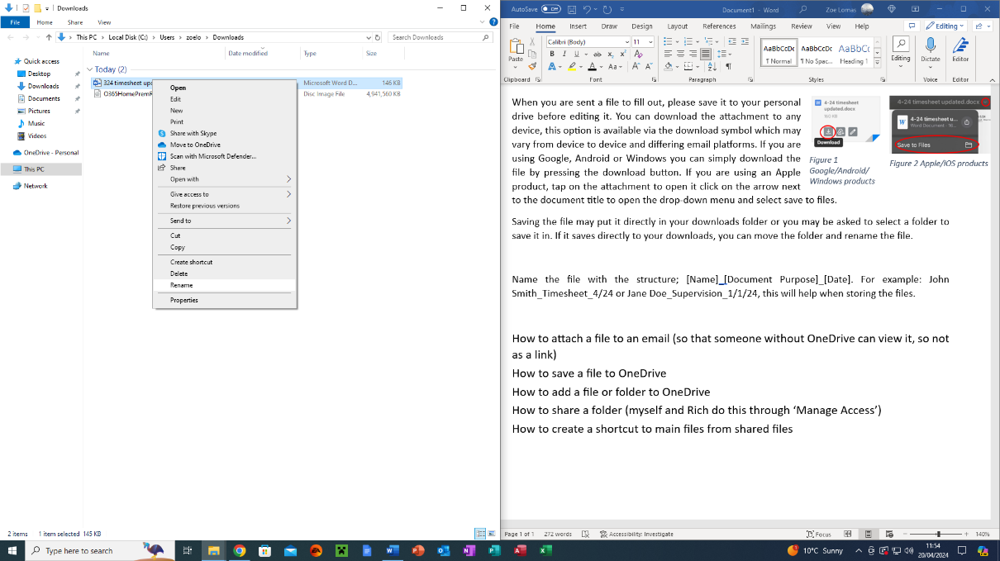 Downloads
File Home Share View
This PC › Local Disk (C:) › Users › zoelo › Downloads
Search Downloads
Name Date modified Type Size
Quick access
Desktop
Downloads
Documents
Pictures
Music
Videos
OneDrive - Personal
This PC
Network
Today (2)
324 timesheet upd Microsoft Word D... 146 KB
O365HomePremR Disc Image File 4,941,560 KB
Open
Edit
New
Print
Share with Skype
Move to OneDrive
Scan with Microsoft Defender...
Share
Open with
Give access to
Restore previous versions
Send to
Cut
Copy
Create shortcut
Delete
Rename
Properties
2 items 1 item selected 145 KB
AutoSave Off Document1 - Word Zoe Lomas
File Home Insert Draw Design Layout References Mailings Review View Help Editing
Paste
Calibri (Body) 11
B I U ab x₂ x²
A A Aa A A
AaBbCcDc AaBbCcDc AaBbCc
¶ Normal ¶ No Spac... Heading 1
Editing Dictate Editor
Clipboard Font Paragraph Styles Voice Editor
When you are sent a file to fill out, please save it to your personal
drive before editing it. You can download the attachment to any
device, this option is available via the download symbol which may
vary from device to device and differing email platforms. If you are
using Google, Android or Windows you can simply download the
file by pressing the download button. If you are using an Apple
product, tap on the attachment to open it click on the arrow next
to the document title to open the drop-down menu and select save to files.
4-24 timesheet
updated.docx
160 KB
Download
Figure 1
Google/Android/
Windows products
4-24 timesheet updated.docx
4-24 timesheet u...
Word Document - 16...
Save to Files
Figure 2 Apple/iOS products
Saving the file may put it directly in your downloads folder or you may be asked to select a folder to
save it in. If it saves directly to your downloads, you can move the folder and rename the file.
Name the file with the structure; [Name]_[Document Purpose]_[Date]. For example: John
Smith_Timesheet_4/24 or Jane Doe_Supervision_1/1/24, this will help when storing the files.
How to attach a file to an email (so that someone without OneDrive can view it, so not
as a link)
How to save a file to OneDrive
How to add a file or folder to OneDrive
How to share a folder (myself and Rich do this through ‘Manage Access’)
How to create a shortcut to main files from shared files
Page 1 of 1 272 words Accessibility: Investigate Focus 140%
Type here to search
10°C Sunny
11:54
20/04/2024